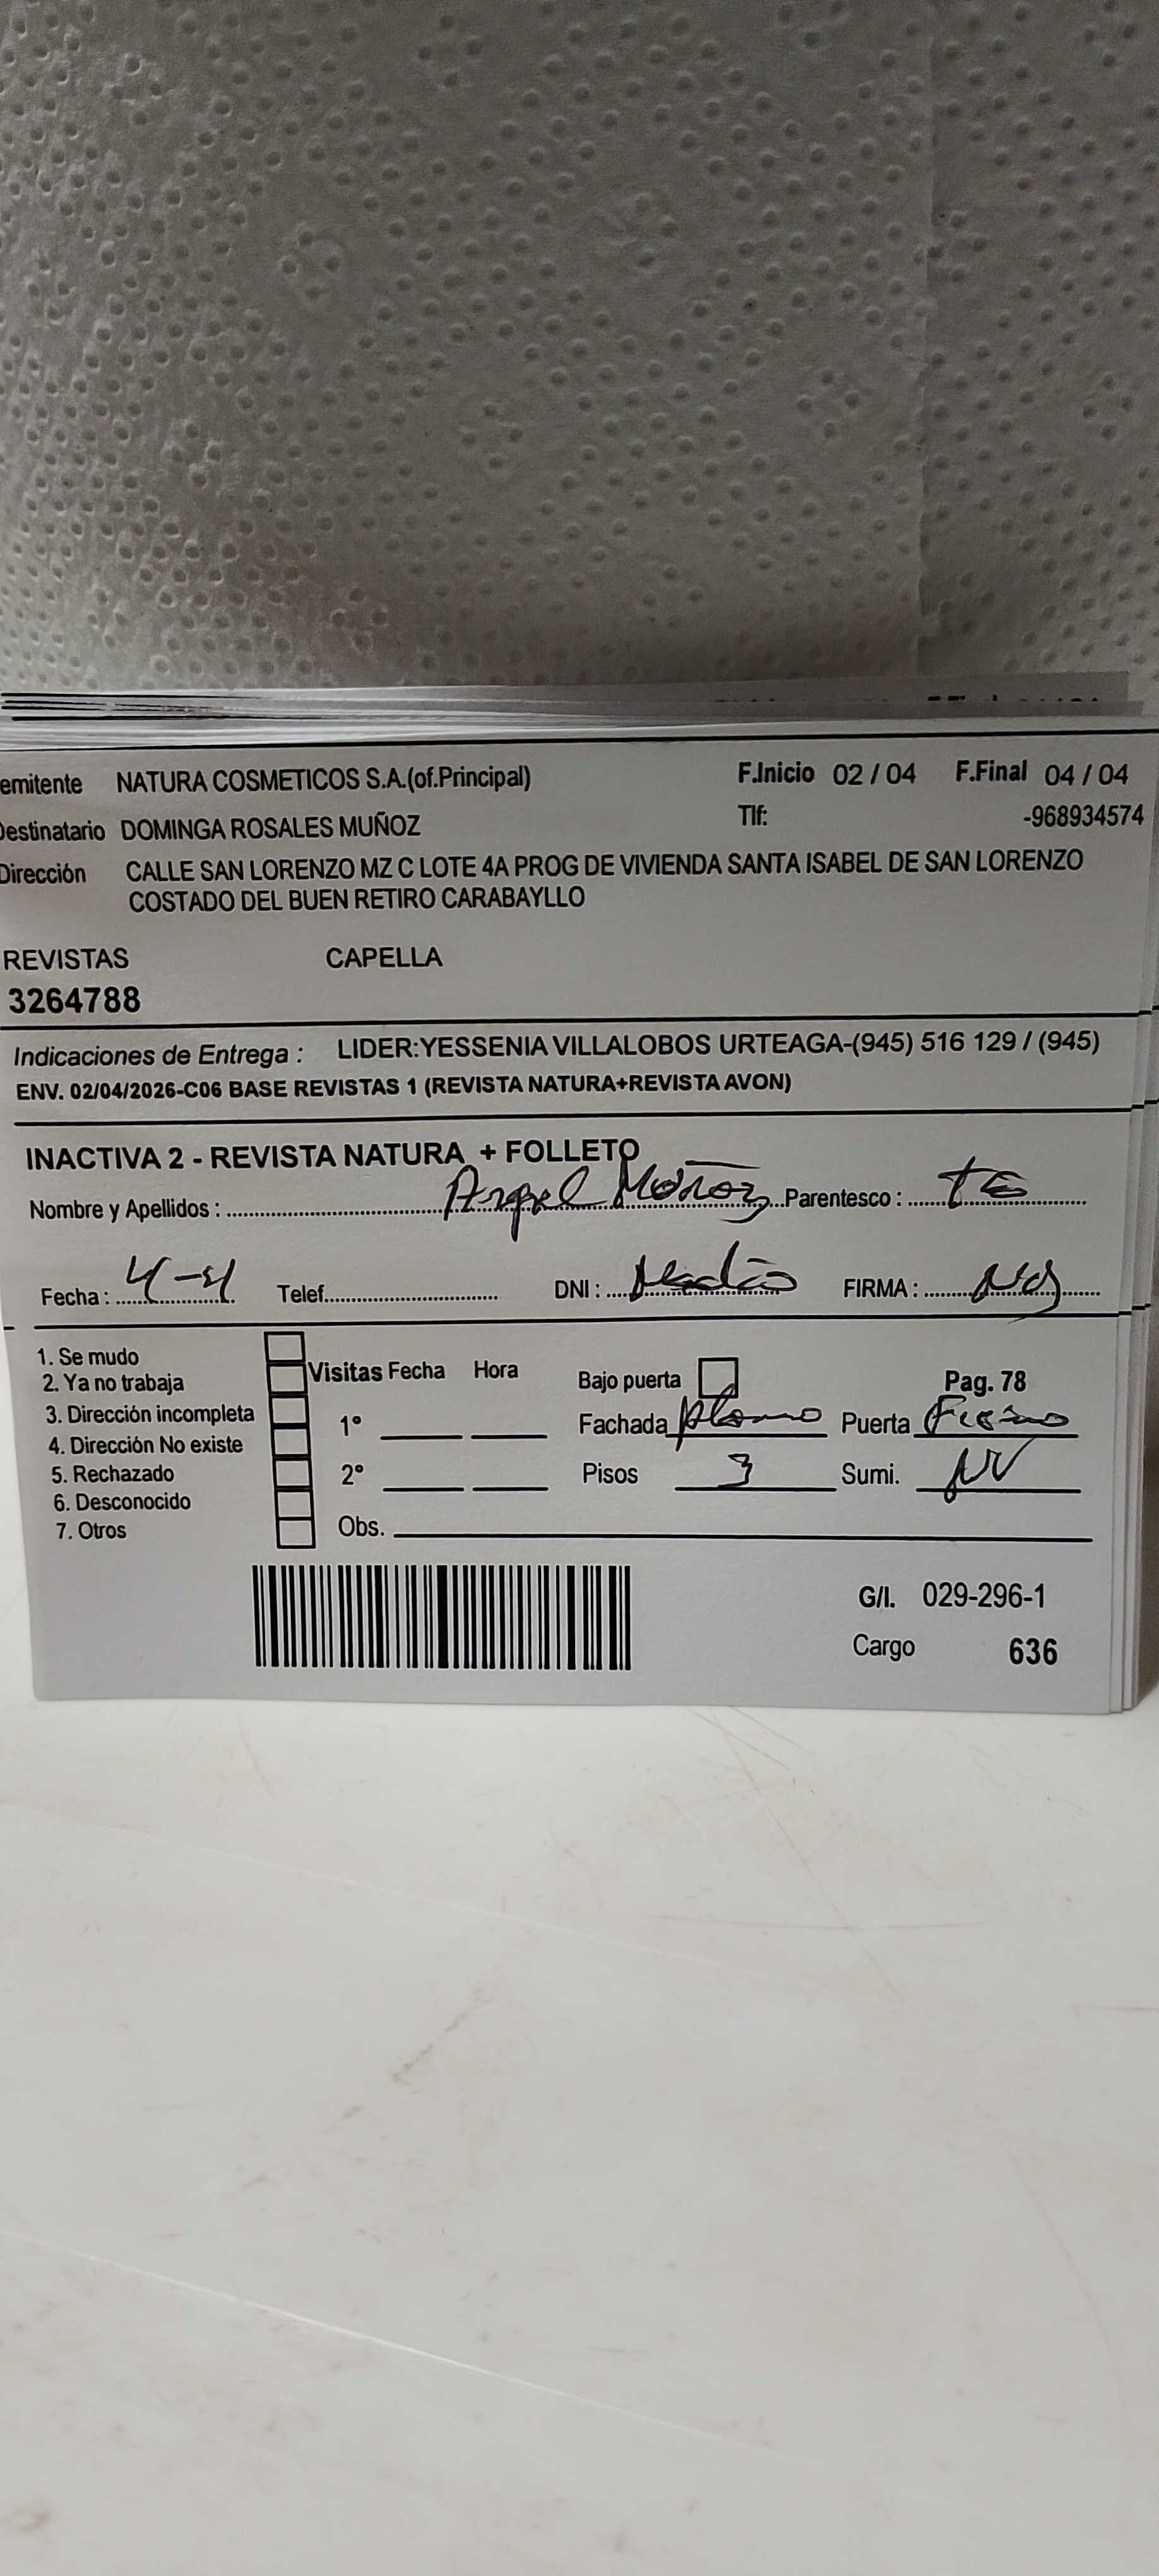 emitente NATURA COSMETICOS S.A.(of.Principal) F.Inicio 02 / 04 F.Final 04 / 04
Destinatario DOMINGA ROSALES MUÑOZ Tlf: -968934574
Dirección CALLE SAN LORENZO MZ C LOTE 4A PROG DE VIVIENDA SANTA ISABEL DE SAN LORENZO
COSTADO DEL BUEN RETIRO CARABAYLLO
REVISTAS CAPELLA
3264788
Indicaciones de Entrega : LIDER:YESSENIA VILLALOBOS URTEAGA-(945) 516 129 / (945)
ENV. 02/04/2026-C06 BASE REVISTAS 1 (REVISTA NATURA+REVISTA AVON)
INACTIVA 2 - REVISTA NATURA + FOLLETO
Nombre y Apellidos : Angel Muñoz Parentesco :
Fecha : 4-4 Telef. DNI : FIRMA :
1. Se mudo
2. Ya no trabaja
3. Dirección incompleta
4. Dirección No existe
5. Rechazado
6. Desconocido
7. Otros
Visitas Fecha Hora
1°
2°
Obs.
Bajo puerta Pag. 78
Fachada plomo Puerta
Pisos 3 Sumi.
G/I. 029-296-1
Cargo 636